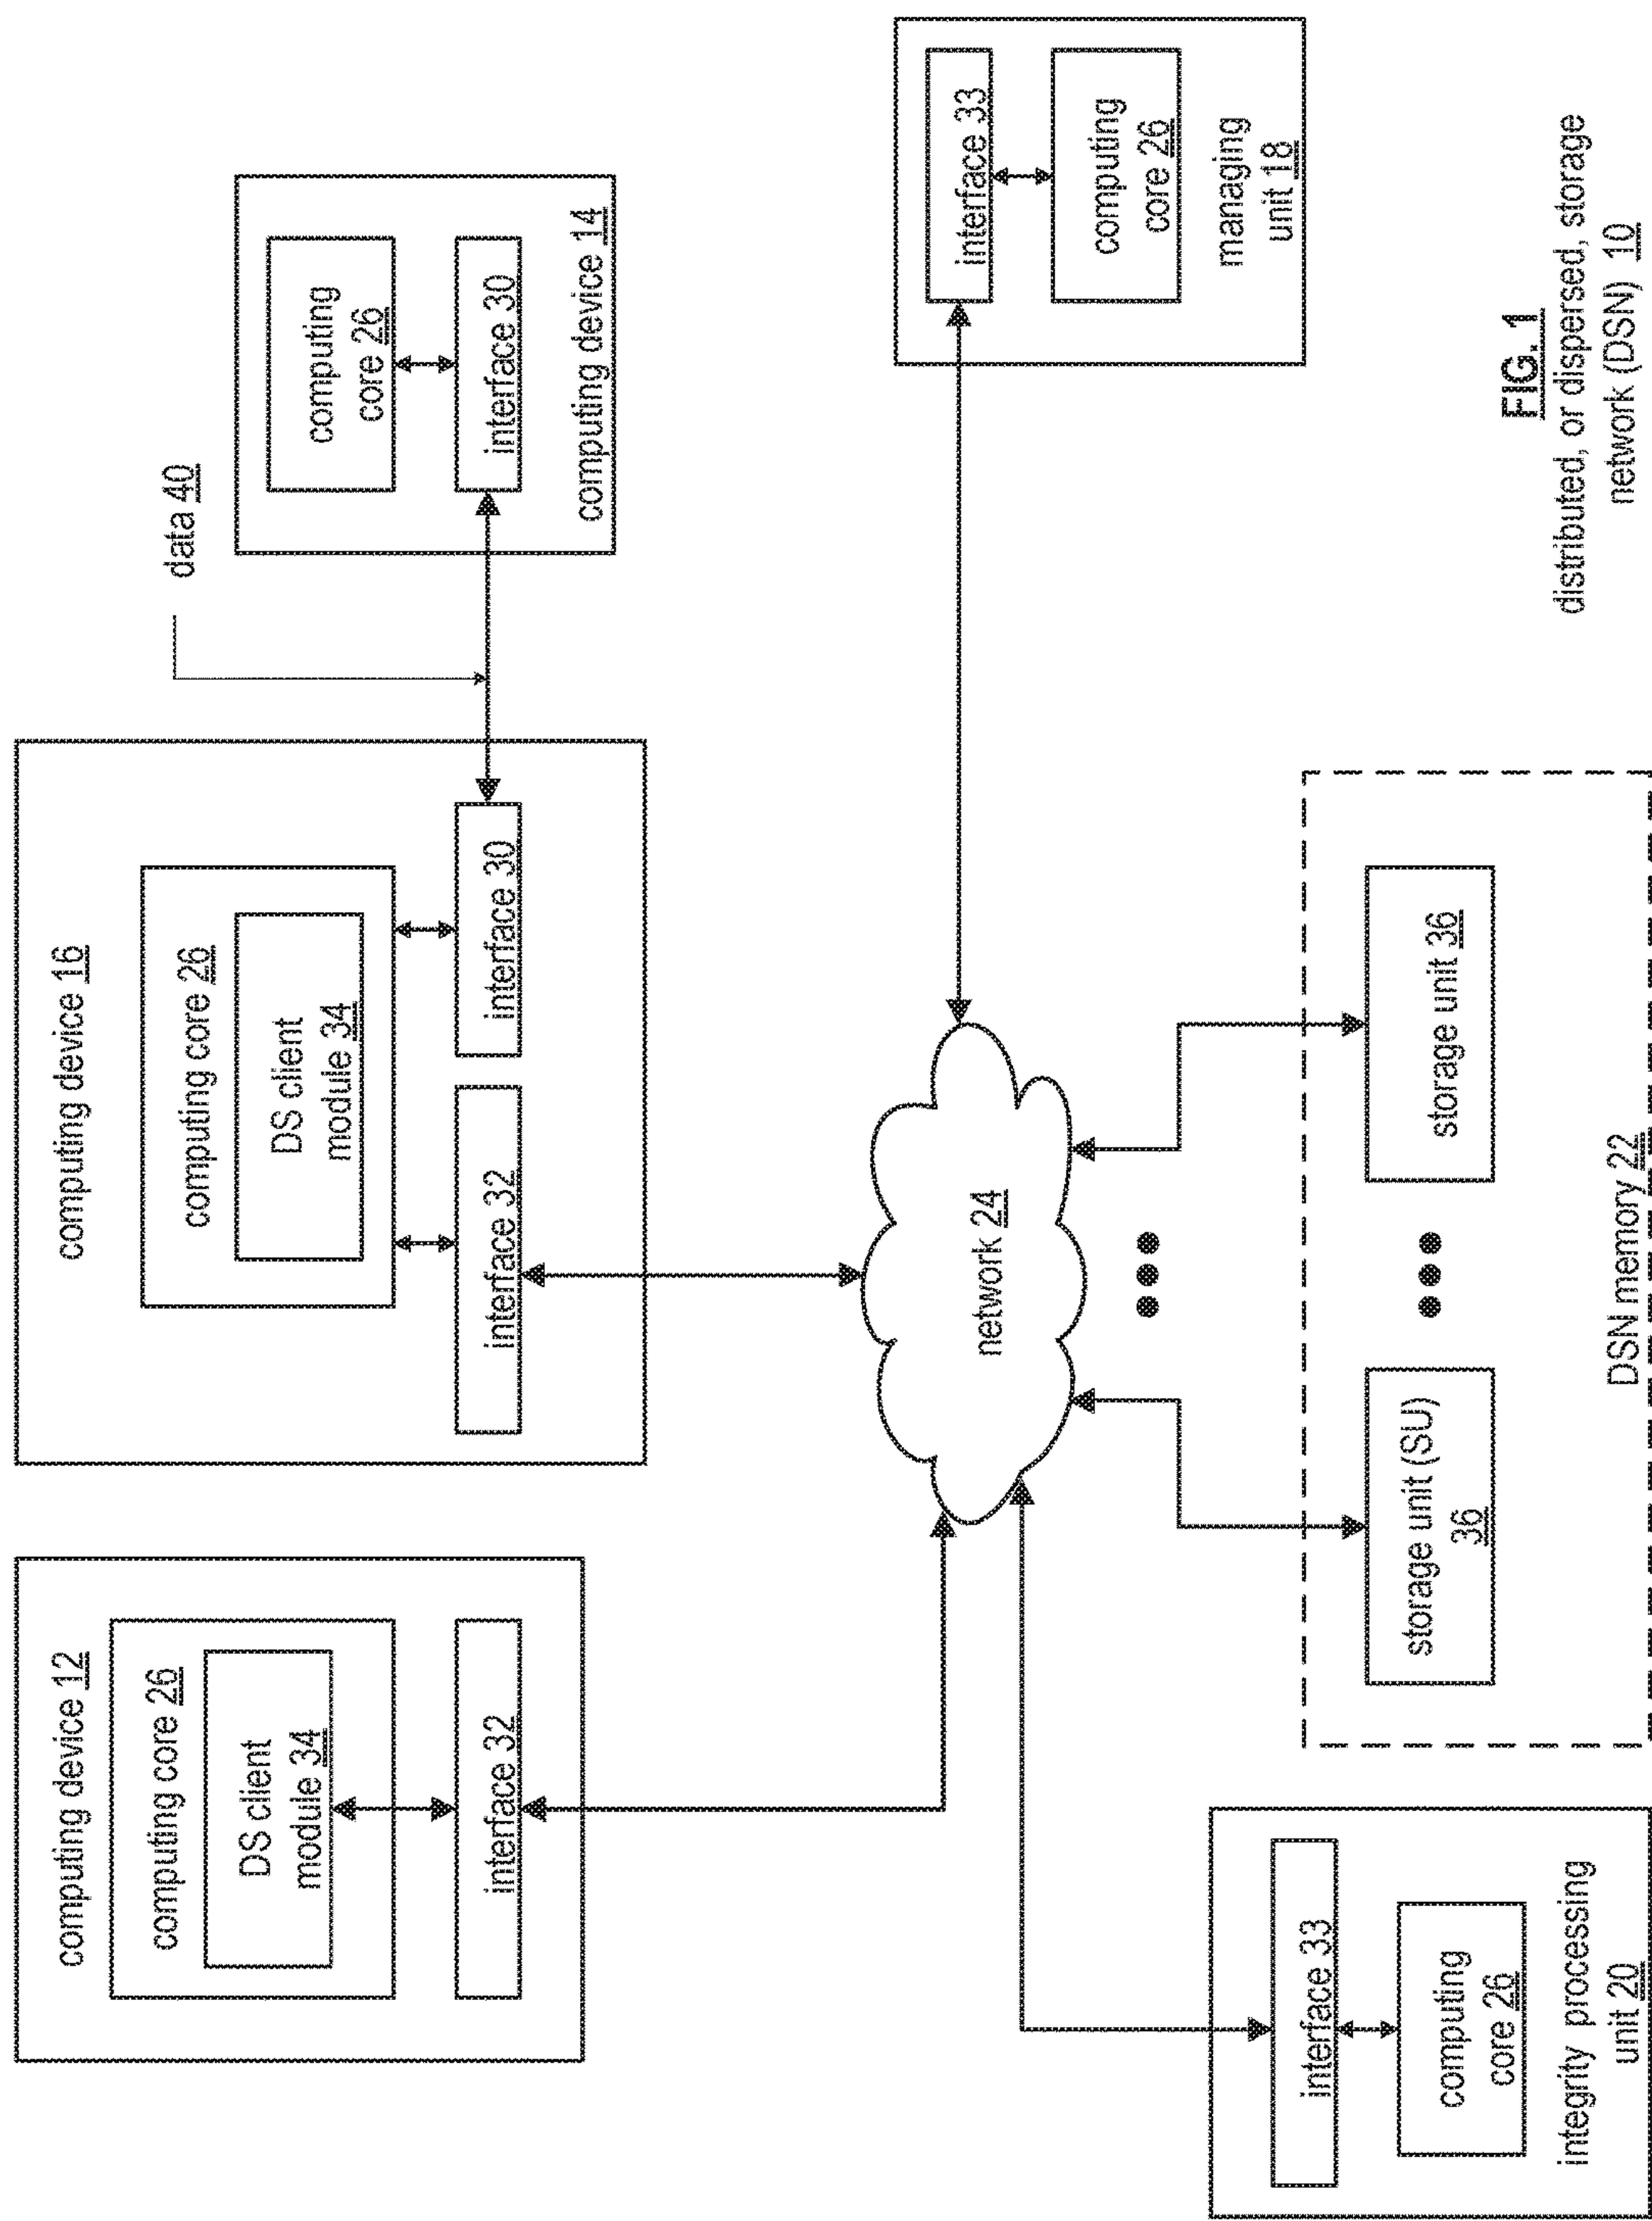 computing device 12
computing core 26
DS client
module 34
interface 32
computing device 16
computing core 26
DS client
module 34
interface 32
interface 30
data 40
computing
core 26
interface 30
computing device 14
network 24
interface 33
computing
core 26
managing
unit 18
interface 33
computing
core 26
integrity processing
unit 20
storage unit (SU)
36
storage unit 36
DSN memory 22
FIG. 1
distributed, or dispersed, storage
network (DSN) 10